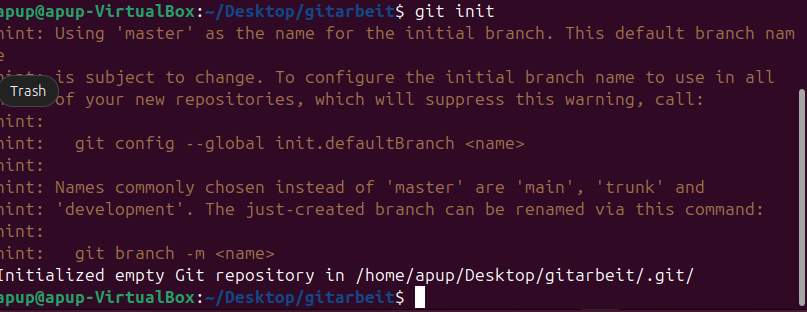 apup@apup-VirtualBox:~/Desktop/gitarbeit$ git init
hint: Using 'master' as the name for the initial branch. This default branch nam
e
hint: is subject to change. To configure the initial branch name to use in all
Trash
of your new repositories, which will suppress this warning, call:
hint:
hint:   git config --global init.defaultBranch <name>
hint:
hint: Names commonly chosen instead of 'master' are 'main', 'trunk' and
hint: 'development'. The just-created branch can be renamed via this command:
hint:
hint:   git branch -m <name>
Initialized empty Git repository in /home/apup/Desktop/gitarbeit/.git/
apup@apup-VirtualBox:~/Desktop/gitarbeit$